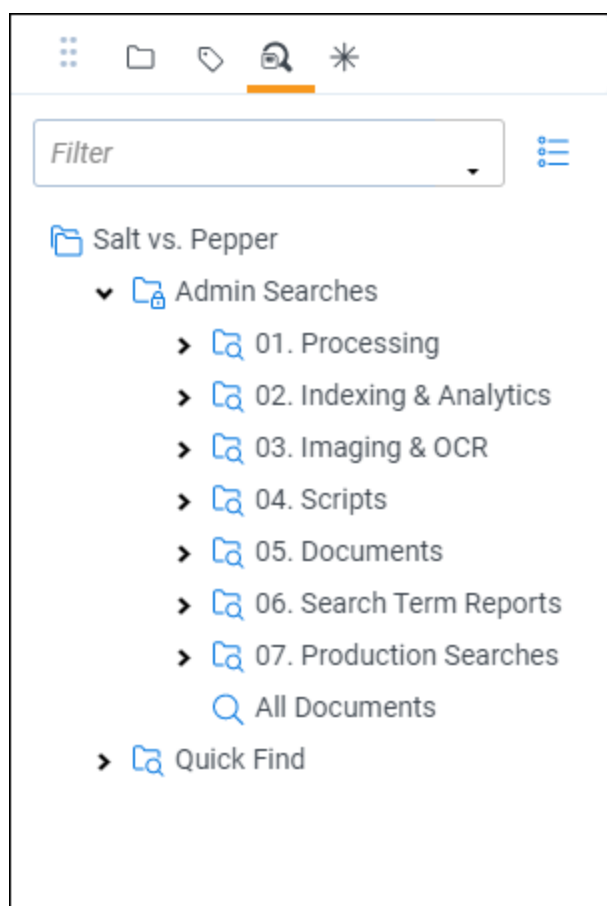 Filter
Salt vs. Pepper
Admin Searches
01. Processing
02. Indexing & Analytics
03. Imaging & OCR
04. Scripts
05. Documents
06. Search Term Reports
07. Production Searches
All Documents
Quick Find